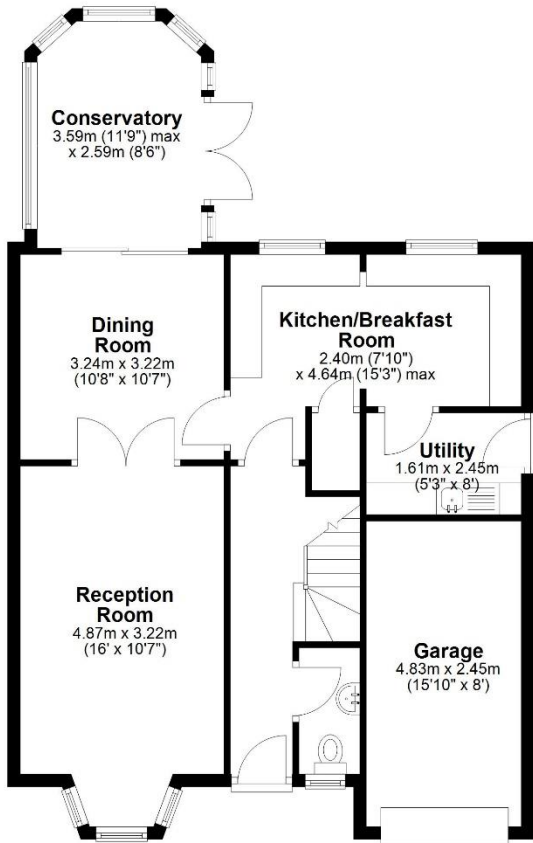 Conservatory
3.59m (11'9") max
x 2.59m (8'6")
Dining
Room
3.24m x 3.22m
(10'8" x 10'7")
Kitchen/Breakfast
Room
2.40m (7'10")
x 4.64m (15'3") max
Utility
1.61m x 2.45m
(5'3" x 8')
Reception
Room
4.87m x 3.22m
(16' x 10'7")
Garage
4.83m x 2.45m
(15'10" x 8')